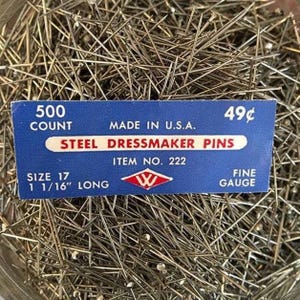 500 COUNT
MADE IN U.S.A.
49¢
STEEL DRESSMAKER PINS
ITEM NO. 222
SIZE 17
1 1/16" LONG
W
FINE
GAUGE